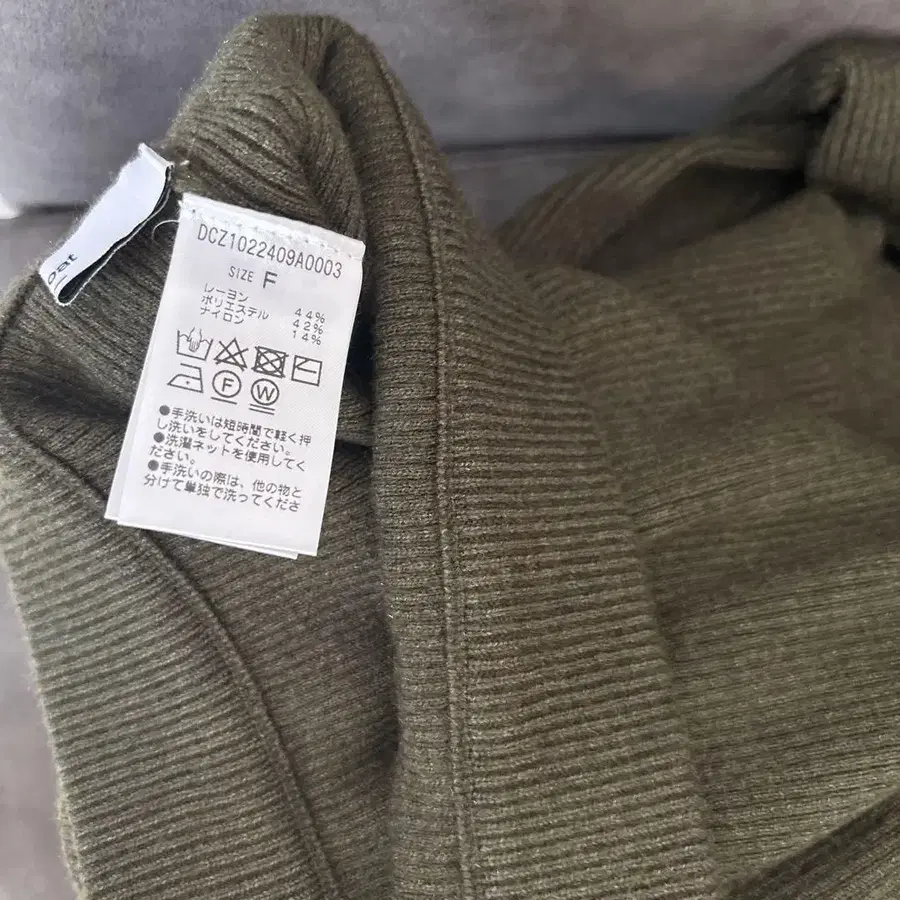 oat
DCZ1022409A0003
SIZE F
レーヨン 44%
ポリエステル 42%
ナイロン 14%
F W
●手洗いは短時間で軽く押
し洗いをしてください。
●洗濯ネットを使用してく
ださい。
●手洗いの際は、他の物と
分けて単独で洗ってくださ